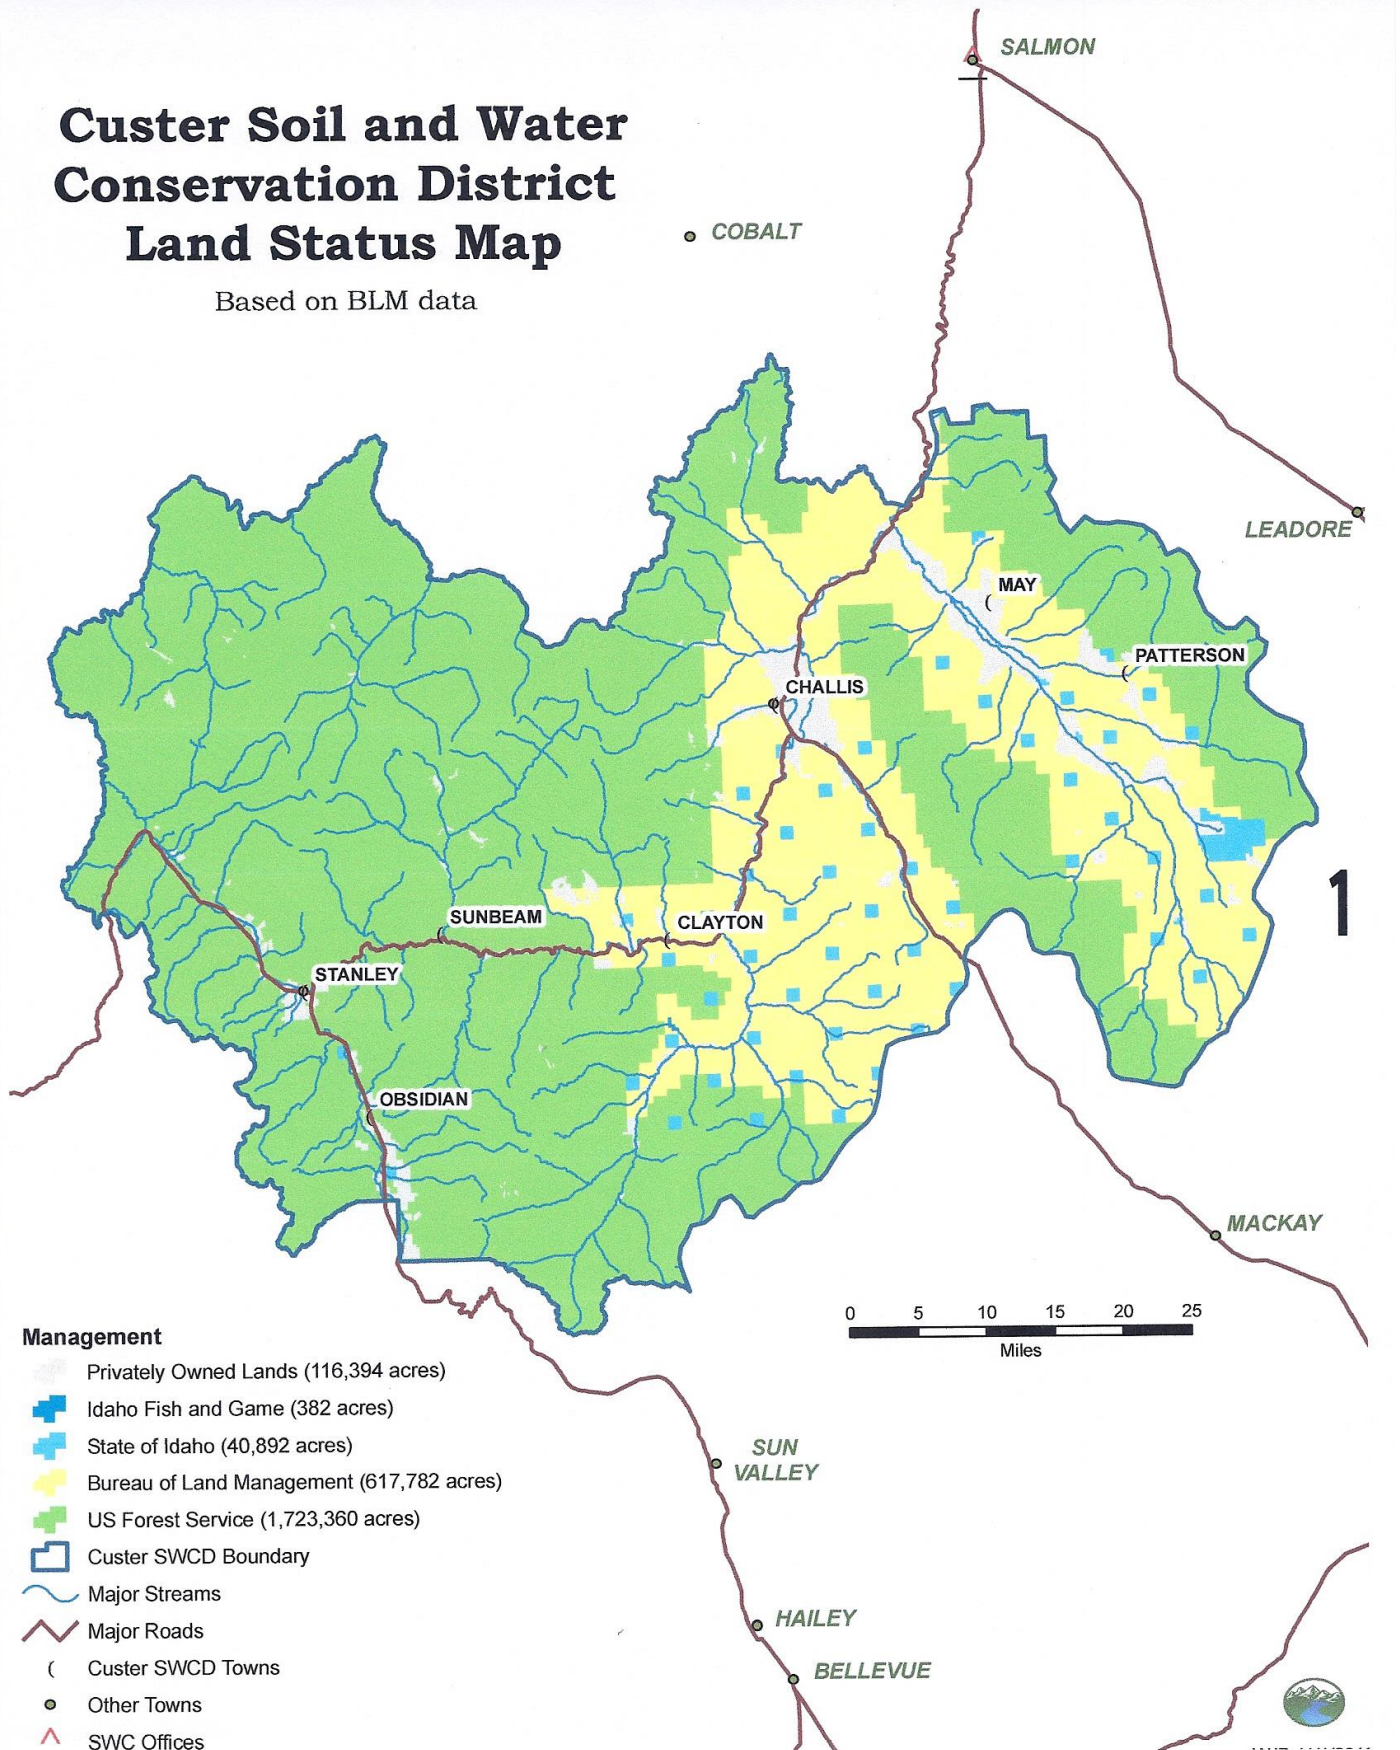 SALMON
Custer Soil and Water
Conservation District
Land Status Map
Based on BLM data
COBALT
LEADORE
MAY
PATTERSON
CHALLIS
SUNBEAM
CLAYTON
STANLEY
OBSIDIAN
1
MACKAY
0 5 10 15 20 25
Miles
Management
Privately Owned Lands (116,394 acres)
Idaho Fish and Game (382 acres)
State of Idaho (40,892 acres)
Bureau of Land Management (617,782 acres)
US Forest Service (1,723,360 acres)
Custer SWCD Boundary
Major Streams
Major Roads
Custer SWCD Towns
Other Towns
SWC Offices
SUN
VALLEY
HAILEY
BELLEVUE